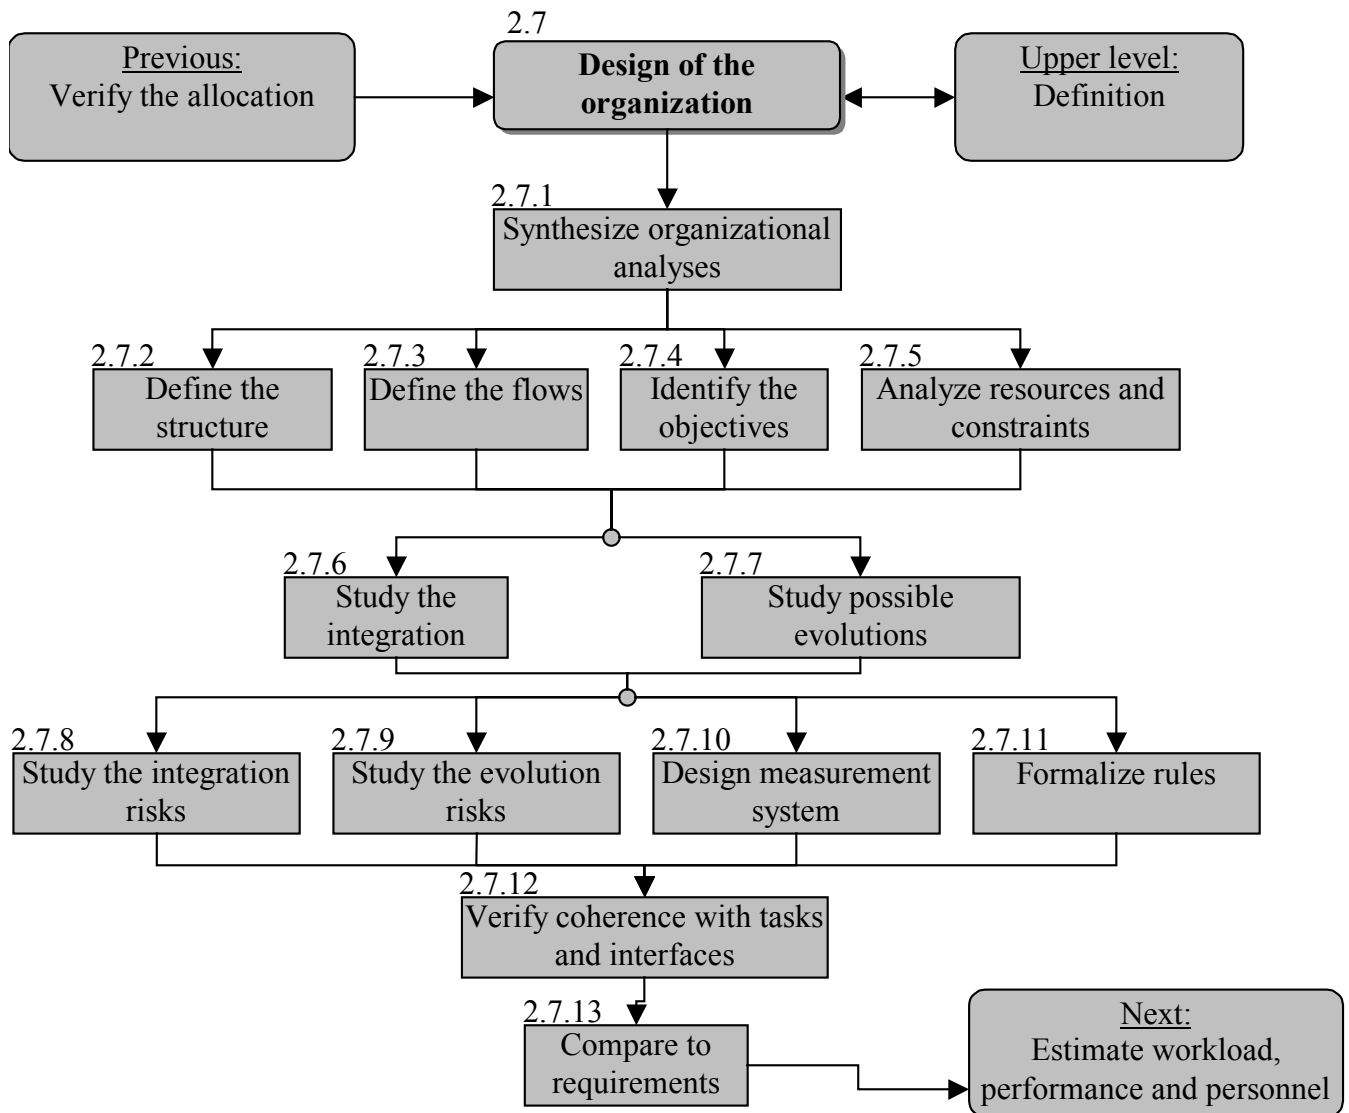 2.7
Previous:
Verify the allocation
Design of the
organization
Upper level:
Definition
2.7.1
Synthesize organizational
analyses
2.7.2
Define the
structure
2.7.3
Define the flows
2.7.4
Identify the
objectives
2.7.5
Analyze resources and
constraints
2.7.6
Study the
integration
2.7.7
Study possible
evolutions
2.7.8
Study the integration
risks
2.7.9
Study the evolution
risks
2.7.10
Design measurement
system
2.7.11
Formalize rules
2.7.12
Verify coherence with tasks
and interfaces
2.7.13
Compare to
requirements
Next:
Estimate workload,
performance and personnel